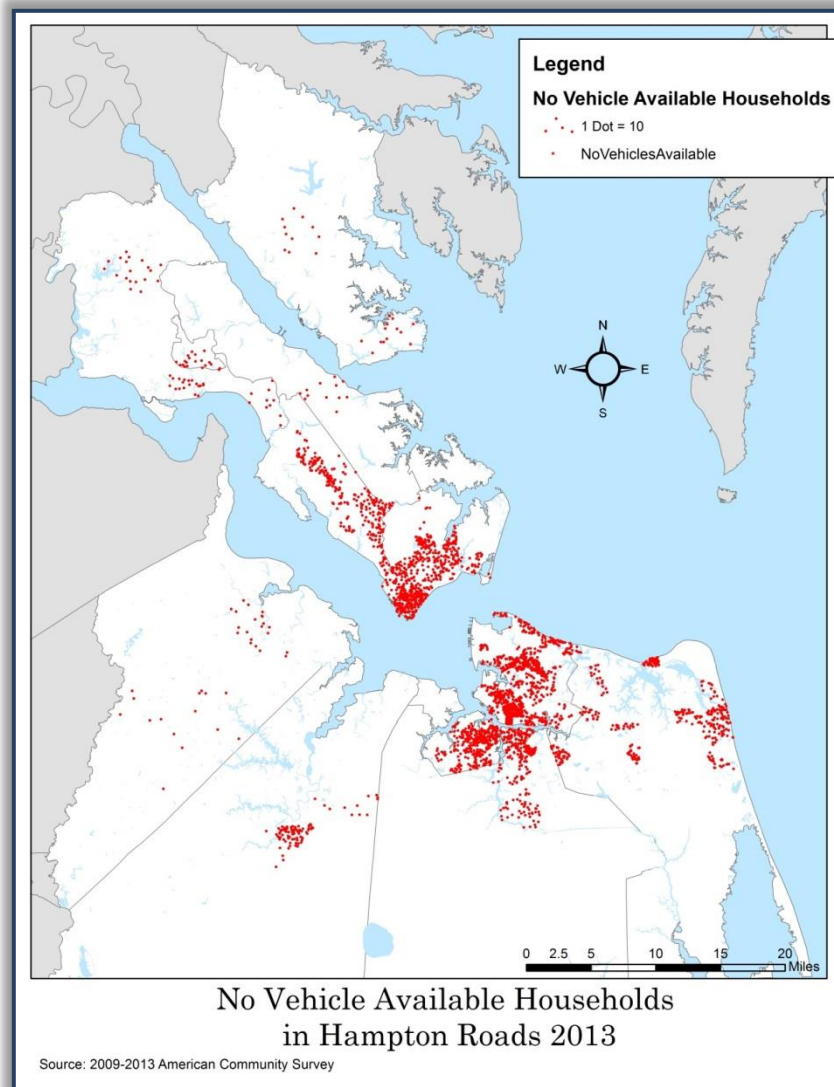 Legend
No Vehicle Available Households
1 Dot = 10
NoVehiclesAvailable
N
W E
S
0 2.5 5 10 15 20
Miles
No Vehicle Available Households
in Hampton Roads 2013
Source: 2009-2013 American Community Survey